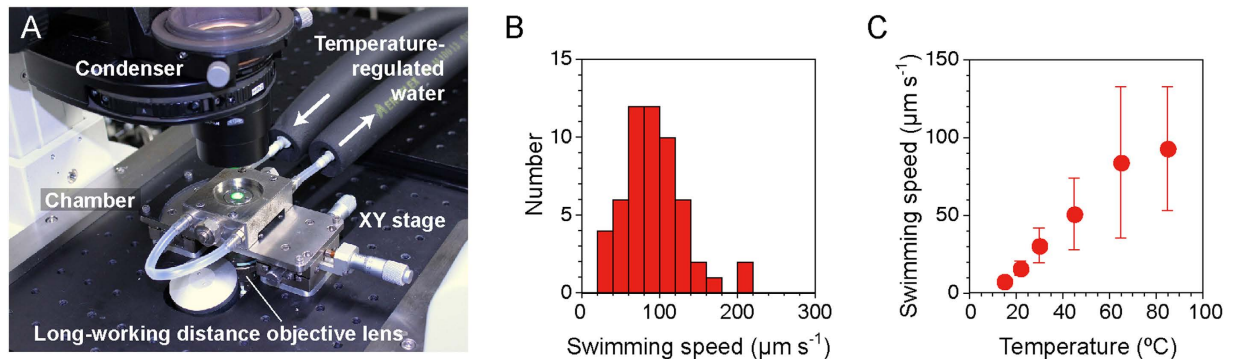 A
Condenser
Temperature-
regulated
water
Chamber
XY stage
Long-working distance objective lens
B
15
10
5
0
Number
0
100
200
300
Swimming speed (µm s⁻¹)
C
150
100
50
0
Swimming speed (µm s⁻¹)
0
20
40
60
80
100
Temperature (ºC)